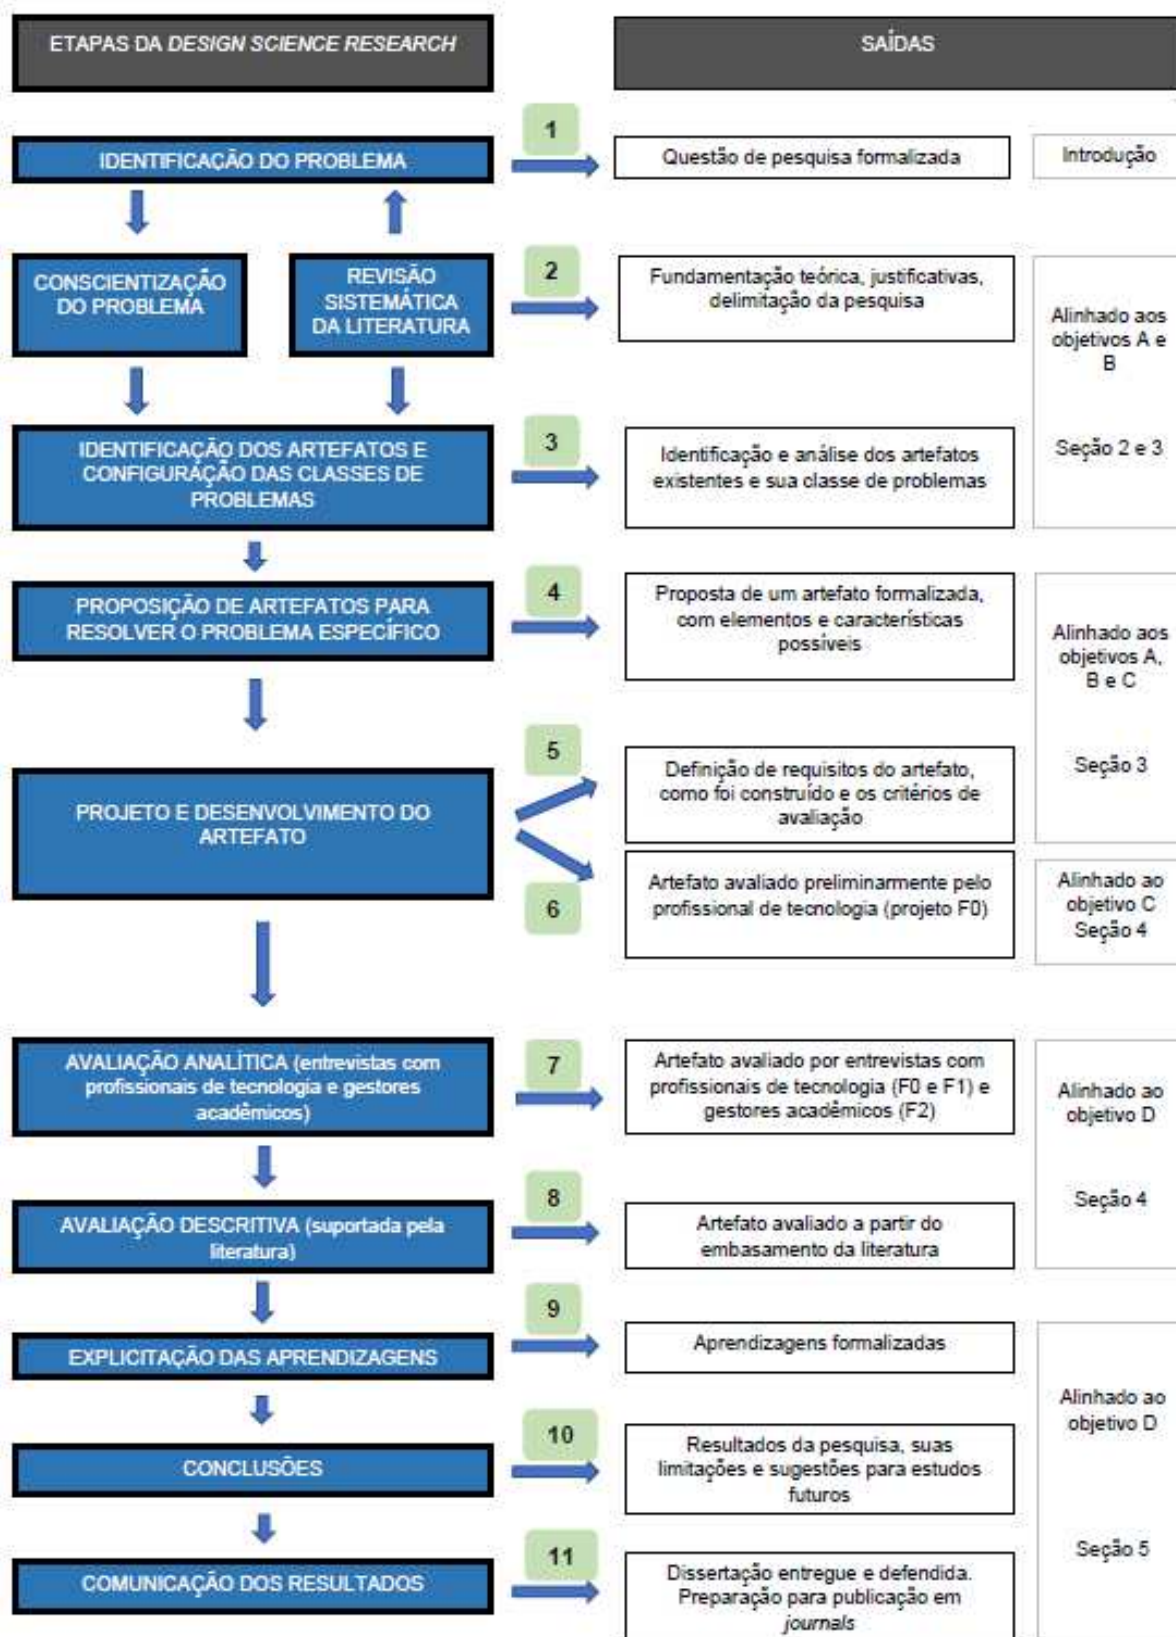 ETAPAS DA DESIGN SCIENCE RESEARCH
SAÍDAS
IDENTIFICAÇÃO DO PROBLEMA
1
Questão de pesquisa formalizada
Introdução
CONSCIENTIZAÇÃO
DO PROBLEMA
REVISÃO
SISTEMÁTICA
DA LITERATURA
2
Fundamentação teórica, justificativas,
delimitação da pesquisa
Alinhado aos
objetivos A e
B
Seção 2 e 3
IDENTIFICAÇÃO DOS ARTEFATOS E
CONFIGURAÇÃO DAS CLASSES DE
PROBLEMAS
3
Identificação e análise dos artefatos
existentes e sua classe de problemas
PROPOSIÇÃO DE ARTEFATOS PARA
RESOLVER O PROBLEMA ESPECÍFICO
4
Proposta de um artefato formalizada,
com elementos e características
possíveis
Alinhado aos
objetivos A,
B e C
Seção 3
PROJETO E DESENVOLVIMENTO DO
ARTEFATO
5
Definição de requisitos do artefato,
como foi construído e os critérios de
avaliação
6
Artefato avaliado preliminarmente pelo
profissional de tecnologia (projeto F0)
Alinhado ao
objetivo C
Seção 4
AVALIAÇÃO ANALÍTICA (entrevistas com
profissionais de tecnologia e gestores
acadêmicos)
7
Artefato avaliado por entrevistas com
profissionais de tecnologia (F0 e F1) e
gestores acadêmicos (F2)
Alinhado ao
objetivo D
Seção 4
AVALIAÇÃO DESCRITIVA (suportada pela
literatura)
8
Artefato avaliado a partir do
embasamento da literatura
EXPLICITAÇÃO DAS APRENDIZAGENS
9
Aprendizagens formalizadas
Alinhado ao
objetivo D
Seção 5
CONCLUSÕES
10
Resultados da pesquisa, suas
limitações e sugestões para estudos
futuros
COMUNICAÇÃO DOS RESULTADOS
11
Dissertação entregue e defendida.
Preparação para publicação em
journals